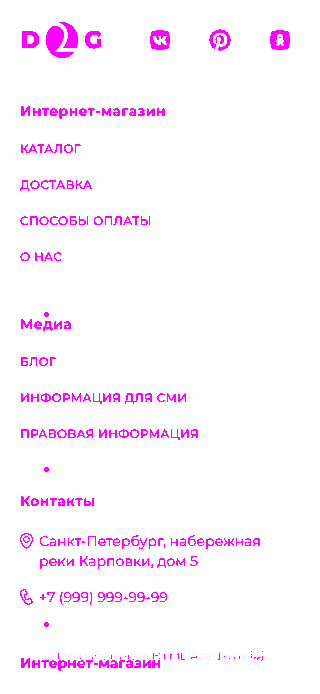 D2G
Интернет-магазин
КАТАЛОГ
ДОСТАВКА
СПОСОБЫ ОПЛАТЫ
О НАС
Медиа
БЛОГ
ИНФОРМАЦИЯ ДЛЯ СМИ
ПРАВОВАЯ ИНФОРМАЦИЯ
Контакты
Санкт-Петербург, набережная
реки Карповки, дом 5
+7 (999) 999-99-99
Интернет-магазин